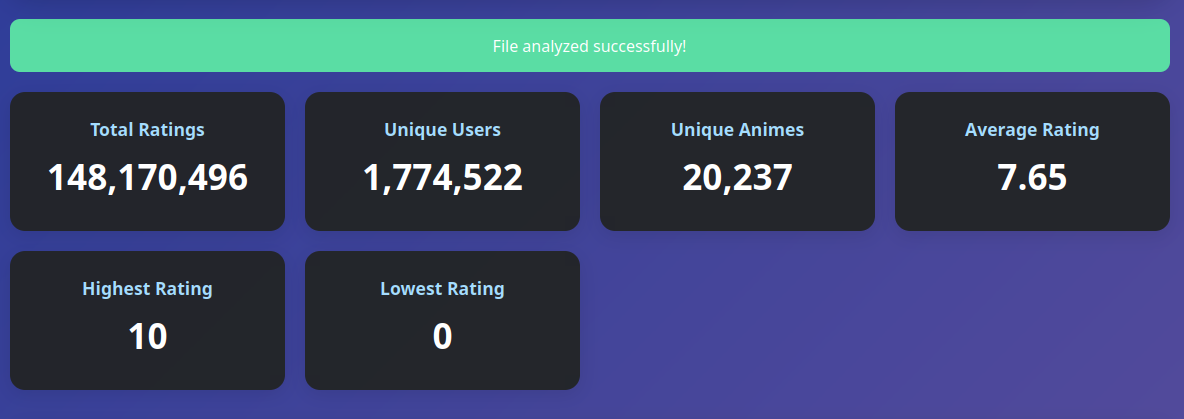 File analyzed successfully!
Total Ratings
148,170,496
Unique Users
1,774,522
Unique Animes
20,237
Average Rating
7.65
Highest Rating
10
Lowest Rating
0